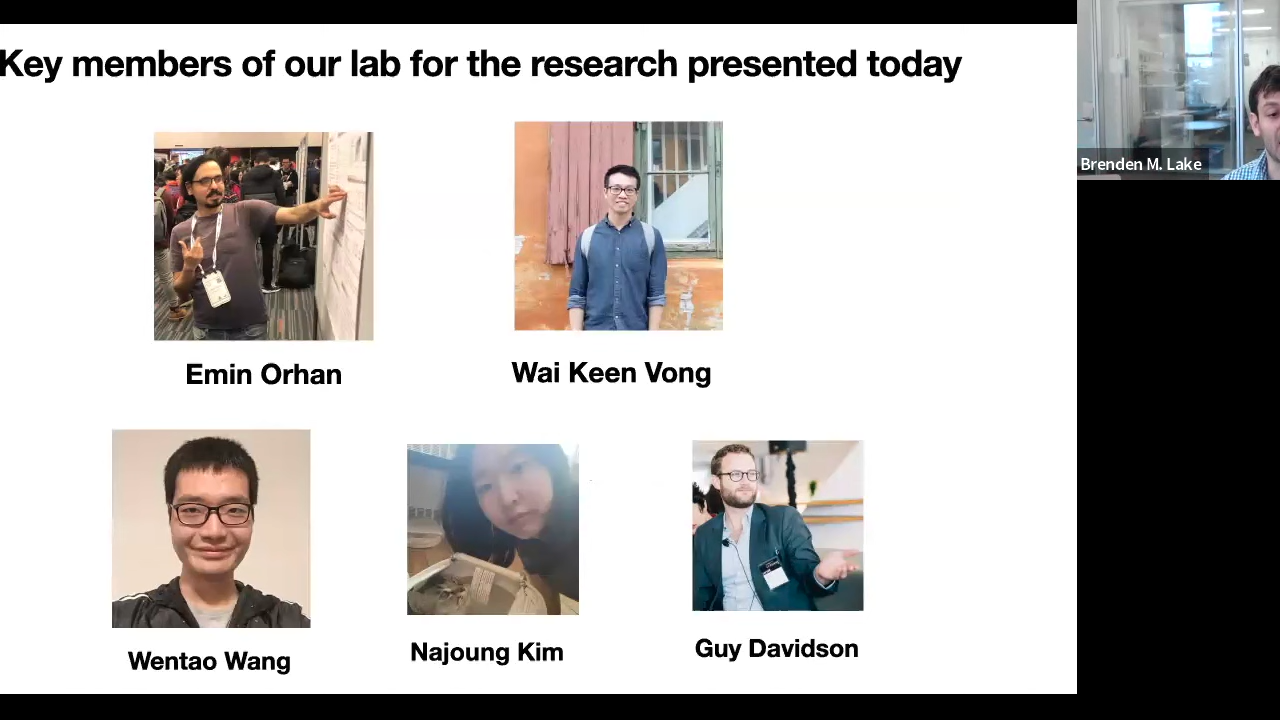 Key members of our lab for the research presented today
Brenden M. Lake
Emin Orhan
Wai Keen Vong
Wentao Wang
Najoung Kim
Guy Davidson